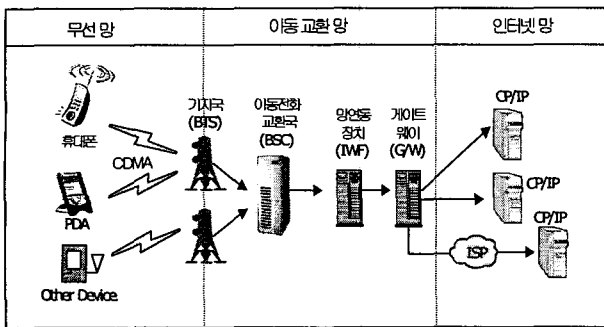 무선 망
이동 교환 망
인터넷 망
휴대폰
CDMA
PDA
Other Device
기지국
(BTS)
이동전화
교환국
(BSC)
망연동
장치
(IWF)
게이트
웨이
(G/W)
CP/IP
CP/IP
CP/IP
ISP